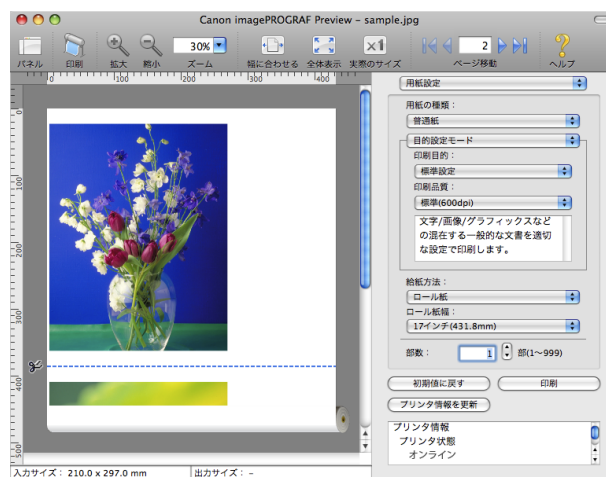 Canon imagePROGRAF Preview – sample.jpg
30%
×1
2
パネル 印刷 拡大 縮小 ズーム 幅に合わせる 全体表示 実際のサイズ ページ移動 ヘルプ
0 100 200 300 400
0
100
200
300
400
500
用紙設定
用紙の種類：
普通紙
目的設定モード
印刷目的：
標準設定
印刷品質：
標準(600dpi)
文字/画像/グラフィックスなど
の混在する一般的な文書を適切
な設定で印刷します。
給紙方法：
ロール紙
ロール紙幅：
17インチ(431.8mm)
部数： 1 部(1〜999)
初期値に戻す 印刷
プリンタ情報を更新
プリンタ情報
プリンタ状態
オンライン
入力サイズ： 210.0 x 297.0 mm 出力サイズ： –